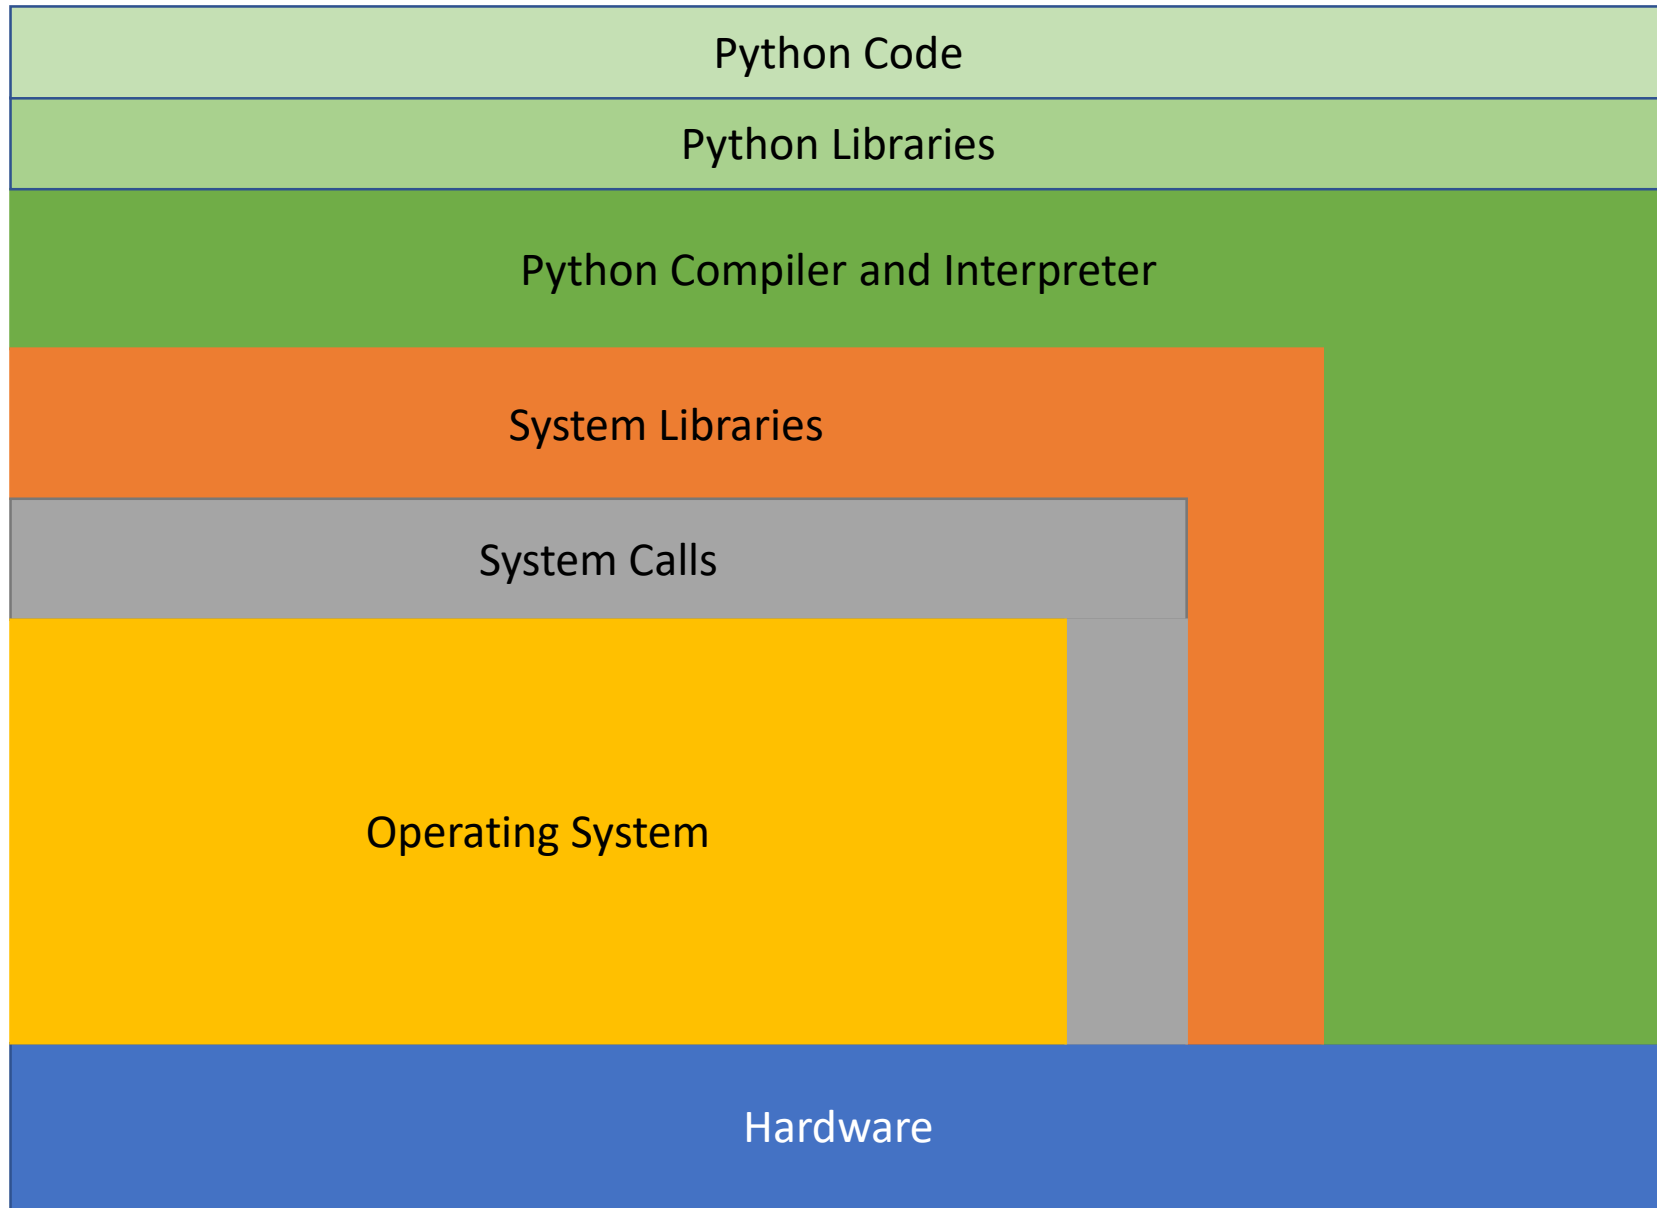 Python Code
Python Libraries
Python Compiler and Interpreter
System Libraries
System Calls
Operating System
Hardware